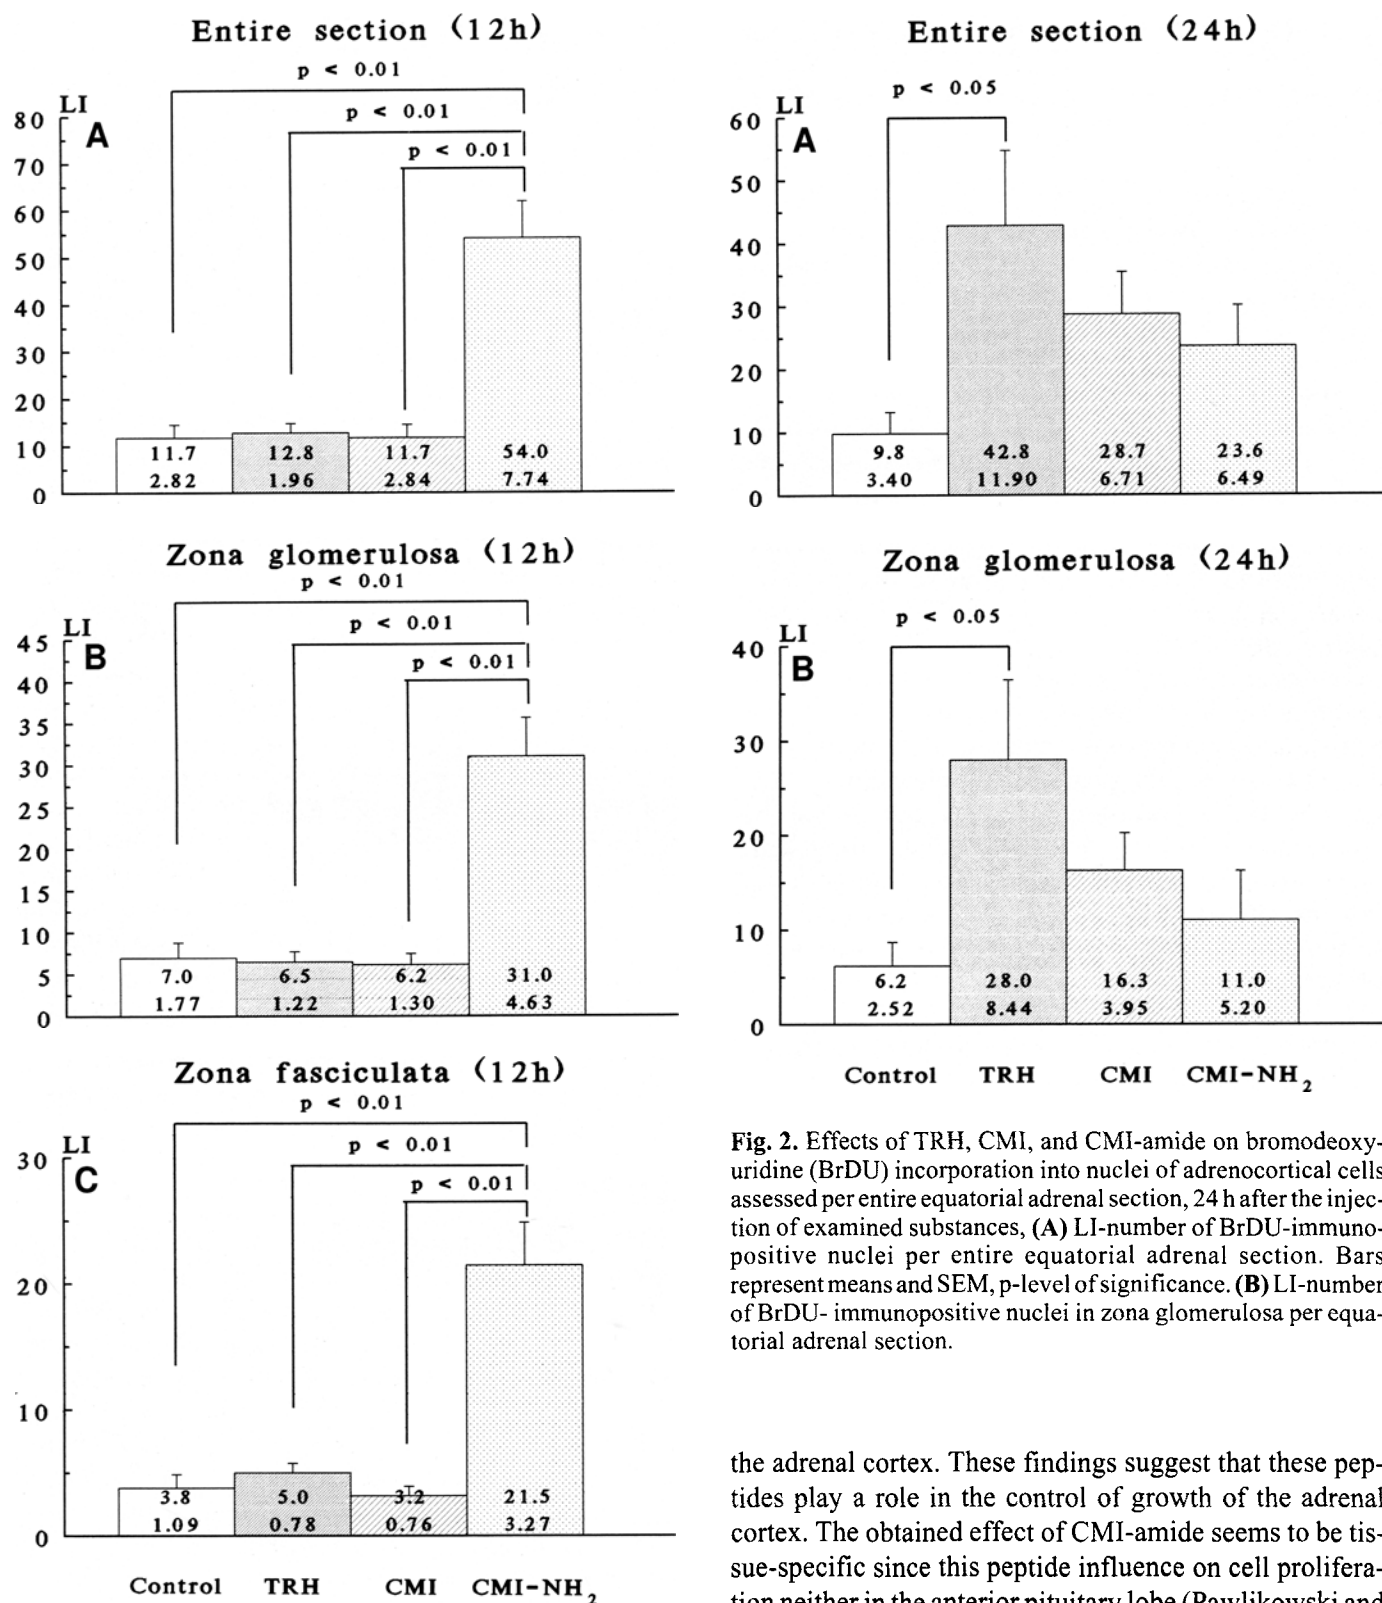 Entire section (12h)
p < 0.01
LI
A
p < 0.01
p < 0.01
80
70
60
50
40
30
20
10
0
11.7 12.8 11.7 54.0
2.82 1.96 2.84 7.74
Zona glomerulosa (12h)
p < 0.01
LI
B
p < 0.01
p < 0.01
45
40
35
30
25
20
15
10
5
0
7.0 6.5 6.2 31.0
1.77 1.22 1.30 4.63
Zona fasciculata (12h)
p < 0.01
LI
C
p < 0.01
p < 0.01
30
20
10
0
3.8 5.0 3.2 21.5
1.09 0.78 0.76 3.27
Control TRH CMI CMI-NH2
Entire section (24h)
p < 0.05
LI
A
60
50
40
30
20
10
0
9.8 42.8 28.7 23.6
3.40 11.90 6.71 6.49
Zona glomerulosa (24h)
p < 0.05
LI
B
40
30
20
10
0
6.2 28.0 16.3 11.0
2.52 8.44 3.95 5.20
Control TRH CMI CMI-NH2
Fig. 2. Effects of TRH, CMI, and CMI-amide on bromodeoxy-
uridine (BrDU) incorporation into nuclei of adrenocortical cells
assessed per entire equatorial adrenal section, 24 h after the injec-
tion of examined substances, (A) LI-number of BrDU-immuno-
positive nuclei per entire equatorial adrenal section. Bars
represent means and SEM, p-level of significance. (B) LI-number
of BrDU- immunopositive nuclei in zona glomerulosa per equa-
torial adrenal section.
the adrenal cortex. These findings suggest that these pep-
tides play a role in the control of growth of the adrenal
cortex. The obtained effect of CMI-amide seems to be tis-
sue-specific since this peptide influence on cell prolifera-
tion neither in the anterior pituitary lobe (Pawlikowski and